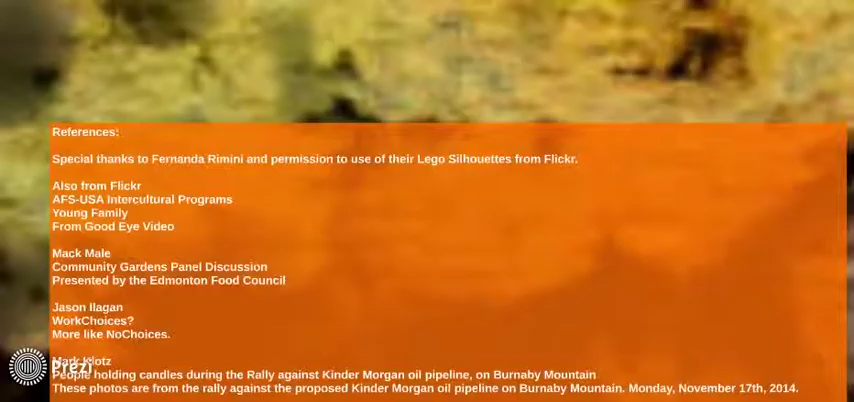 References:
Special thanks to Fernanda Rimini and permission to use of their Lego Silhouettes from Flickr.
Also from Flickr
AFS-USA Intercultural Programs
Young Family
From Good Eye Video
Mack Male
Community Gardens Panel Discussion
Presented by the Edmonton Food Council
Jason Ilagan
WorkChoices?
More like NoChoices.
Mark Klotz
Prezi
People holding candles during the Rally against Kinder Morgan oil pipeline, on Burnaby Mountain
These photos are from the rally against the proposed Kinder Morgan oil pipeline on Burnaby Mountain. Monday, November 17th, 2014.